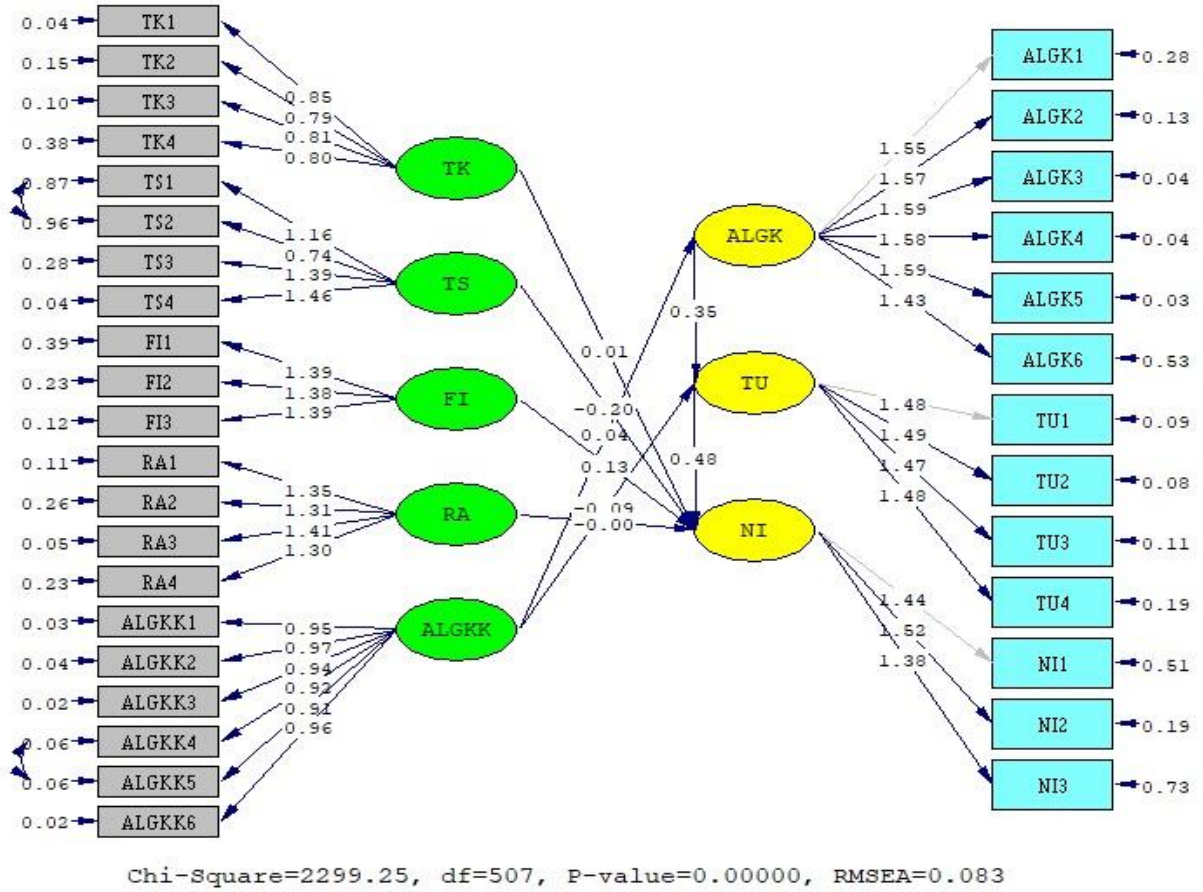 0.04 TK1
0.15 TK2
0.10 TK3
0.38 TK4
0.87 TS1
0.96 TS2
0.28 TS3
0.04 TS4
0.39 FI1
0.23 FI2
0.12 FI3
0.11 RA1
0.26 RA2
0.05 RA3
0.23 RA4
0.03 ALGKK1
0.04 ALGKK2
0.02 ALGKK3
0.06 ALGKK4
0.06 ALGKK5
0.02 ALGKK6
0.85
0.79
0.81
0.80
1.16
0.74
1.39
1.46
1.39
1.38
1.39
1.35
1.31
1.41
1.30
0.95
0.97
0.94
0.92
0.91
0.96
TK
TS
FI
RA
ALGKK
0.01
-0.20
0.04
0.13
-0.09
-0.00
0.35
0.48
ALGK
TU
NI
1.55
1.57
1.59
1.58
1.59
1.43
1.48
1.49
1.47
1.48
1.44
1.52
1.38
ALGK1 0.28
ALGK2 0.13
ALGK3 0.04
ALGK4 0.04
ALGK5 0.03
ALGK6 0.53
TU1 0.09
TU2 0.08
TU3 0.11
TU4 0.19
NI1 0.51
NI2 0.19
NI3 0.73
Chi-Square=2299.25, df=507, P-value=0.00000, RMSEA=0.083